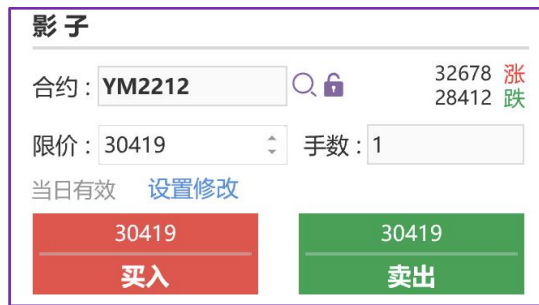 影子
合约：YM2212
32678 涨
28412 跌
限价：30419
手数：1
当日有效 设置修改
30419
买入
30419
卖出